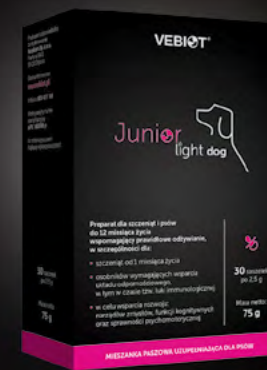 VEBIOT®
Junior
light dog
Preparat dla szczeniąt i psów
do 12 miesiąca życia
wspomagający prawidłowe odżywianie,
w szczególności dla:
• szczeniąt od 1 miesiąca życia
• osobników wymagających wsparcia
układu odpornościowego,
w tym w czasie tzw. luki immunologicznej
• w celu wsparcia rozwoju:
narządów zmysłów, funkcji kognitywnych
oraz sprawności psychomotorycznej
30 saszetek
po 2,5 g
Masa netto:
75 g
30
75 g
MIESZANKA PASZOWA UZUPEŁNIAJĄCA DLA PSÓW